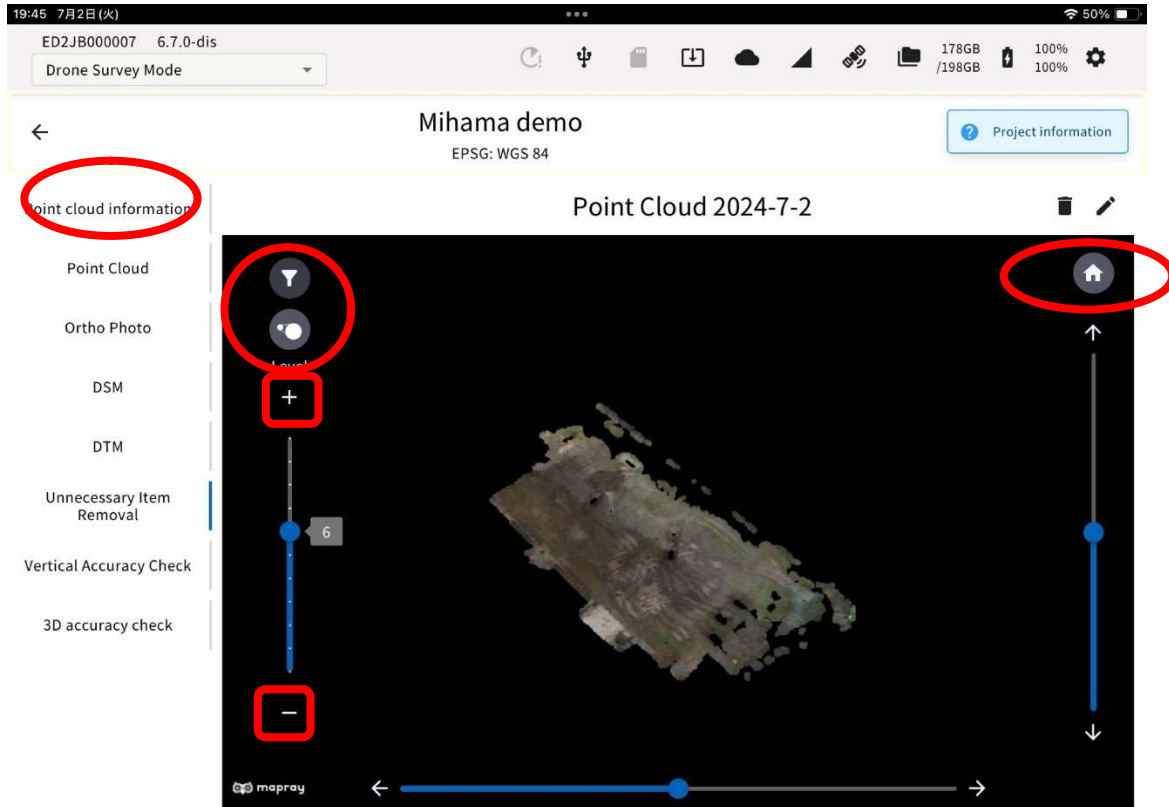 19:45 7月2日(火)
50%
ED2JB000007 6.7.0-dis
Drone Survey Mode
178GB
/198GB
100%
100%
Mihama demo
EPSG: WGS 84
Project information
Point cloud information
Point Cloud 2024-7-2
Point Cloud
Ortho Photo
DSM
DTM
Unnecessary Item
Removal
Vertical Accuracy Check
3D accuracy check
Level
+
6
−
mapray